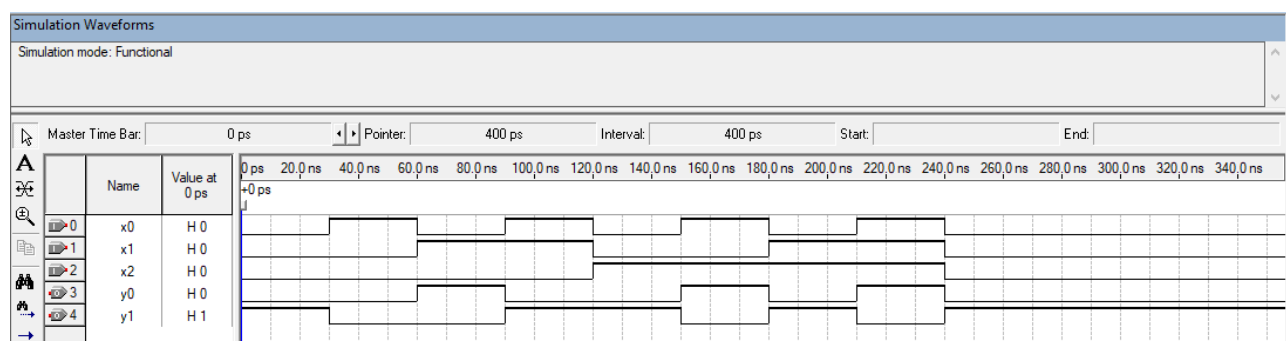 Simulation Waveforms
Simulation mode: Functional
Master Time Bar: 0 ps Pointer: 400 ps Interval: 400 ps Start: End:
A Name Value at 0 ps 0 ps 20.0 ns 40.0 ns 60.0 ns 80.0 ns 100.0 ns 120.0 ns 140.0 ns 160.0 ns 180.0 ns 200.0 ns 220.0 ns 240.0 ns 260.0 ns 280.0 ns 300.0 ns 320.0 ns 340.0 ns
+0 ps
0 x0 H 0
1 x1 H 0
2 x2 H 0
3 y0 H 0
4 y1 H 1